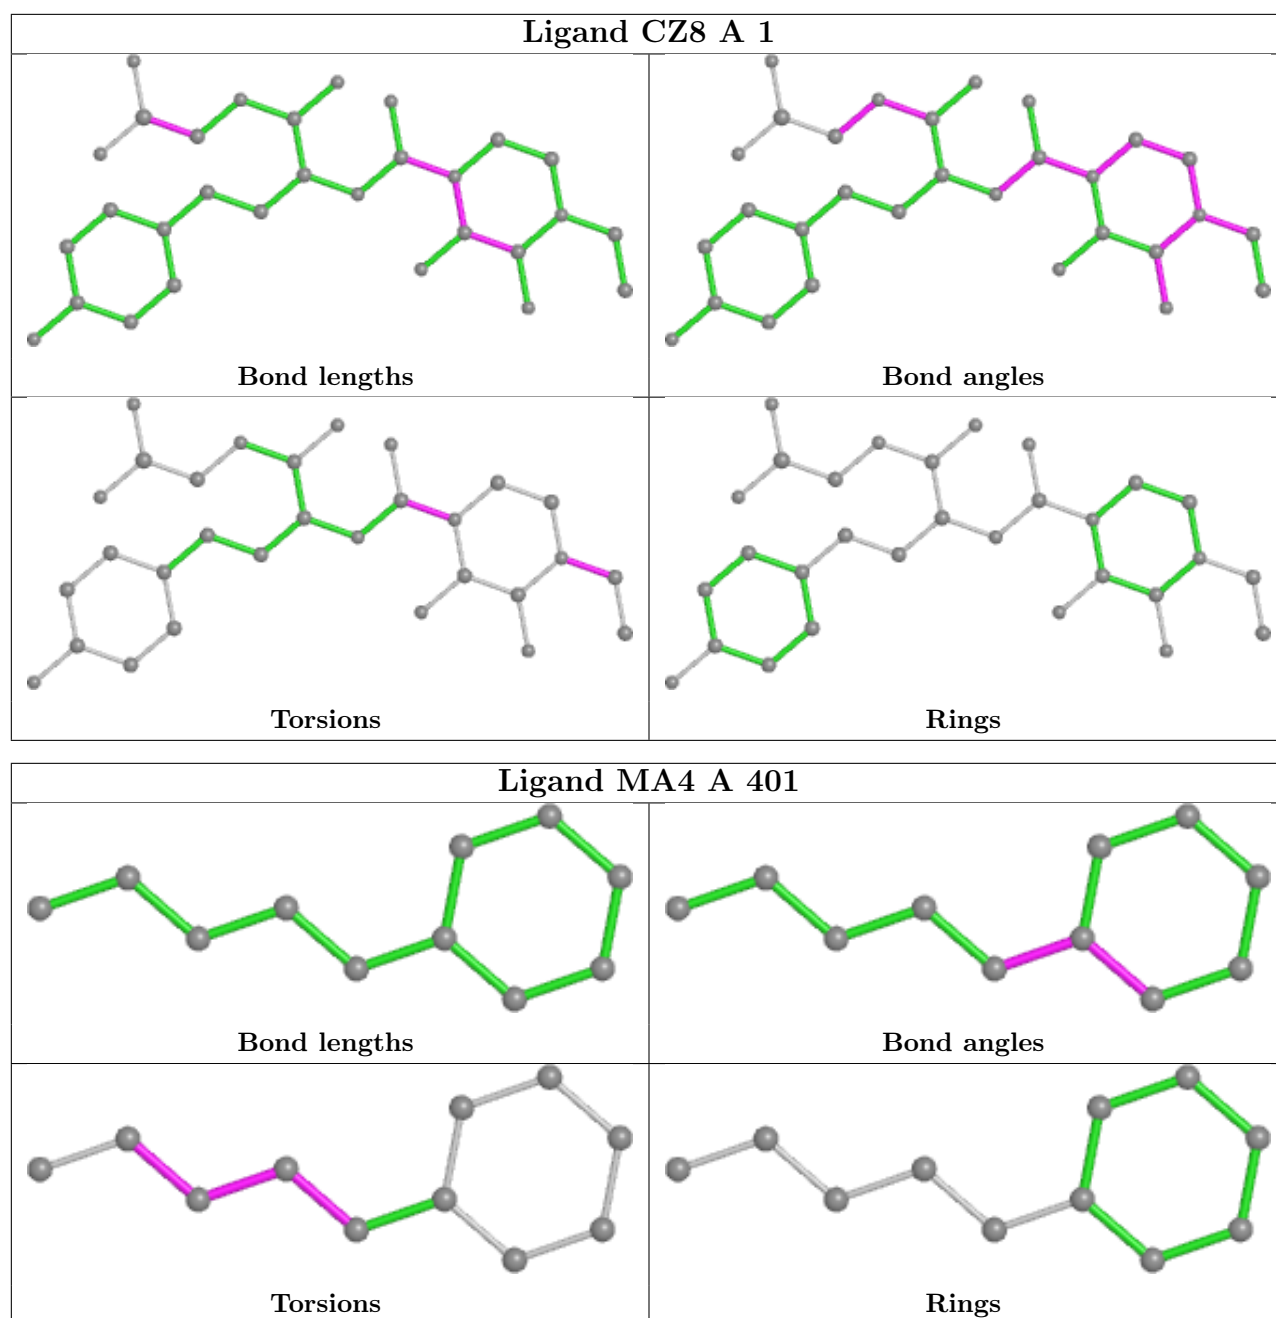 Ligand CZ8 A 1
Bond lengths
Bond angles
Torsions
Rings
Ligand MA4 A 401
Bond lengths
Bond angles
Torsions
Rings